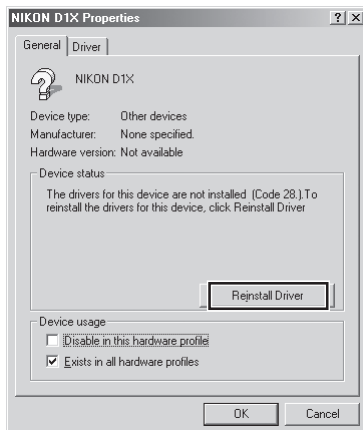 NIKON D1X Properties
General
Driver
NIKON D1X
Device type: Other devices
Manufacturer: None specified.
Hardware version: Not available
Device status
The drivers for this device are not installed (Code 28.).To
reinstall the drivers for this device, click Reinstall Driver
Reinstall Driver
Device usage
Disable in this hardware profile
Exists in all hardware profiles
OK
Cancel